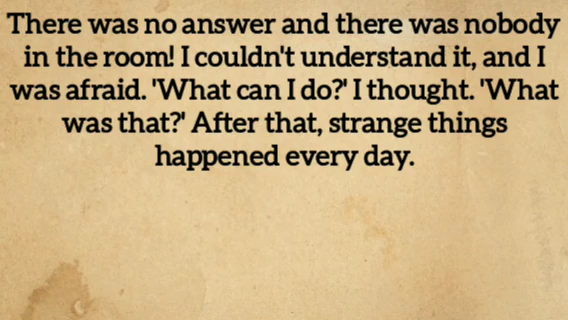 There was no answer and there was nobody
in the room! I couldn't understand it, and I
was afraid. 'What can I do?' I thought. 'What
was that?' After that, strange things
happened every day.